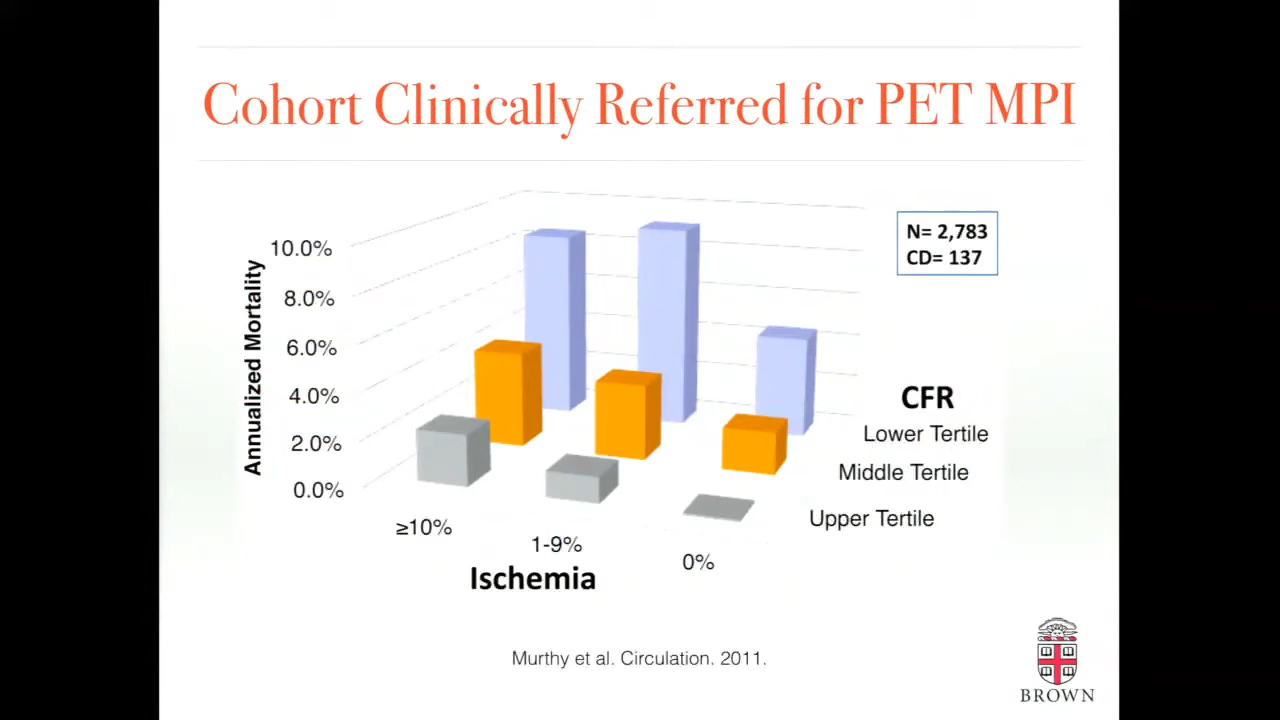 Cohort Clinically Referred for PET MPI
N= 2,783
CD= 137
Annualized Mortality
10.0%
8.0%
6.0%
4.0%
2.0%
0.0%
≥10%
1-9%
0%
Ischemia
CFR
Lower Tertile
Middle Tertile
Upper Tertile
Murthy et al. Circulation. 2011.
BROWN